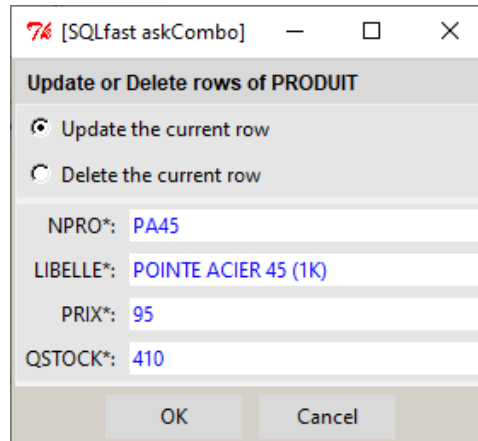 [SQLfast askCombo]
Update or Delete rows of PRODUIT
Update the current row
Delete the current row
NPRO*: PA45
LIBELLE*: POINTE ACIER 45 (1K)
PRIX*: 95
QSTOCK*: 410
OK Cancel